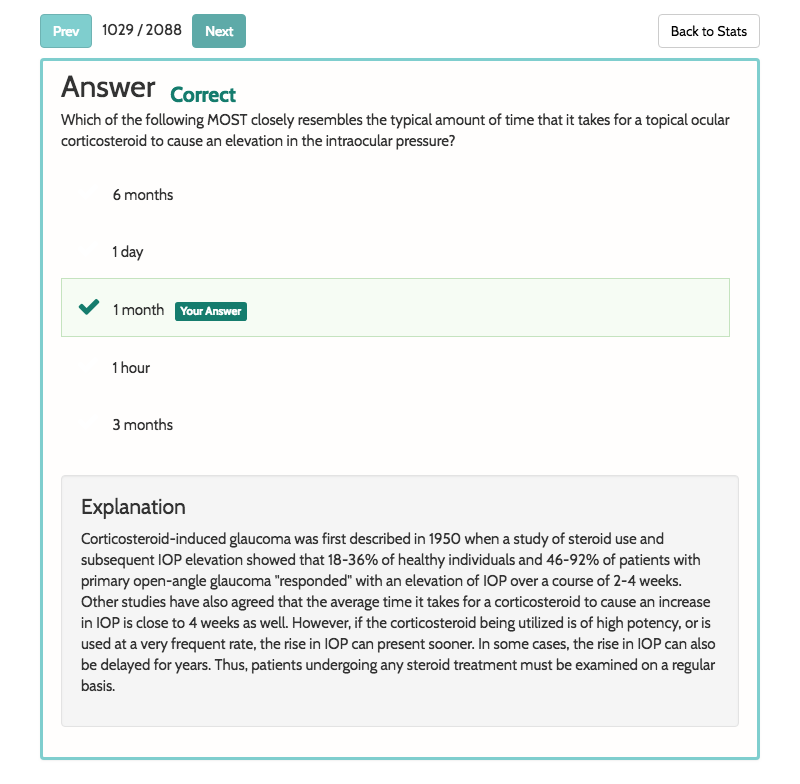 Prev 1029 / 2088 Next Back to Stats
Answer Correct
Which of the following MOST closely resembles the typical amount of time that it takes for a topical ocular
corticosteroid to cause an elevation in the intraocular pressure?
6 months
1 day
1 month Your Answer
1 hour
3 months
Explanation
Corticosteroid-induced glaucoma was first described in 1950 when a study of steroid use and
subsequent IOP elevation showed that 18-36% of healthy individuals and 46-92% of patients with
primary open-angle glaucoma "responded" with an elevation of IOP over a course of 2-4 weeks.
Other studies have also agreed that the average time it takes for a corticosteroid to cause an increase
in IOP is close to 4 weeks as well. However, if the corticosteroid being utilized is of high potency, or is
used at a very frequent rate, the rise in IOP can present sooner. In some cases, the rise in IOP can also
be delayed for years. Thus, patients undergoing any steroid treatment must be examined on a regular
basis.